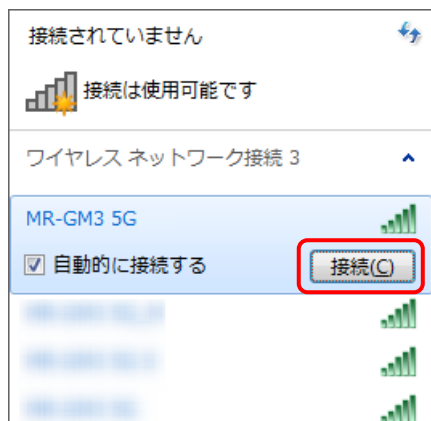 接続されていません
接続は使用可能です
ワイヤレス ネットワーク接続 3
MR-GM3 5G
自動的に接続する
接続(C)